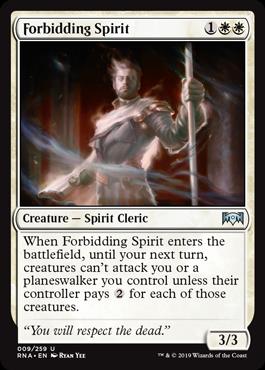 Forbidding Spirit 1
Creature — Spirit Cleric
When Forbidding Spirit enters the
battlefield, until your next turn,
creatures can't attack you or a
planeswalker you control unless their
controller pays 2 for each of those
creatures.
"You will respect the dead."
3/3
009/259 U
RNA • EN Ryan Yee
™ & © 2019 Wizards of the Coast